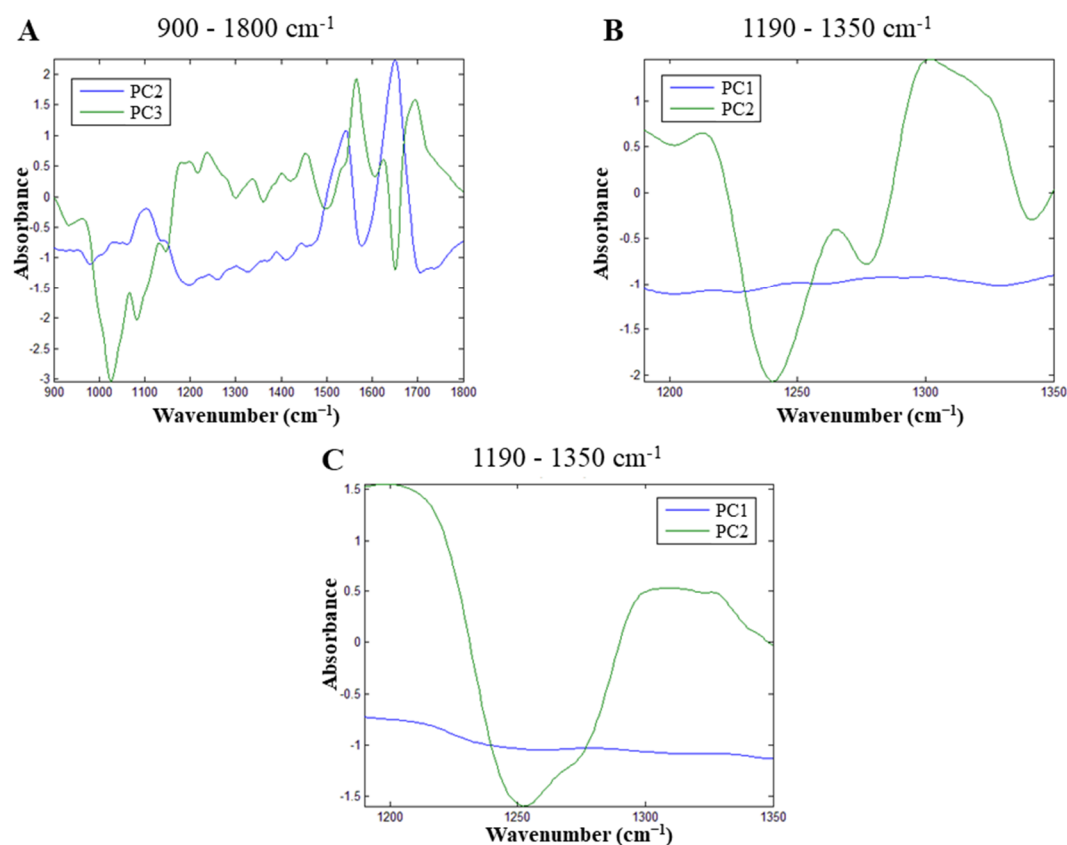 A
900 - 1800 cm⁻¹
PC2
PC3
2
1.5
1
0.5
0
-0.5
-1
-1.5
-2
-2.5
-3
Absorbance
900 1000 1100 1200 1300 1400 1500 1600 1700 1800
Wavenumber (cm⁻¹)
B
1190 - 1350 cm⁻¹
PC1
PC2
1
0.5
0
-0.5
-1
-1.5
-2
Absorbance
1200 1250 1300 1350
Wavenumber (cm⁻¹)
C
1190 - 1350 cm⁻¹
PC1
PC2
1.5
1
0.5
0
-0.5
-1
-1.5
Absorbance
1200 1250 1300 1350
Wavenumber (cm⁻¹)